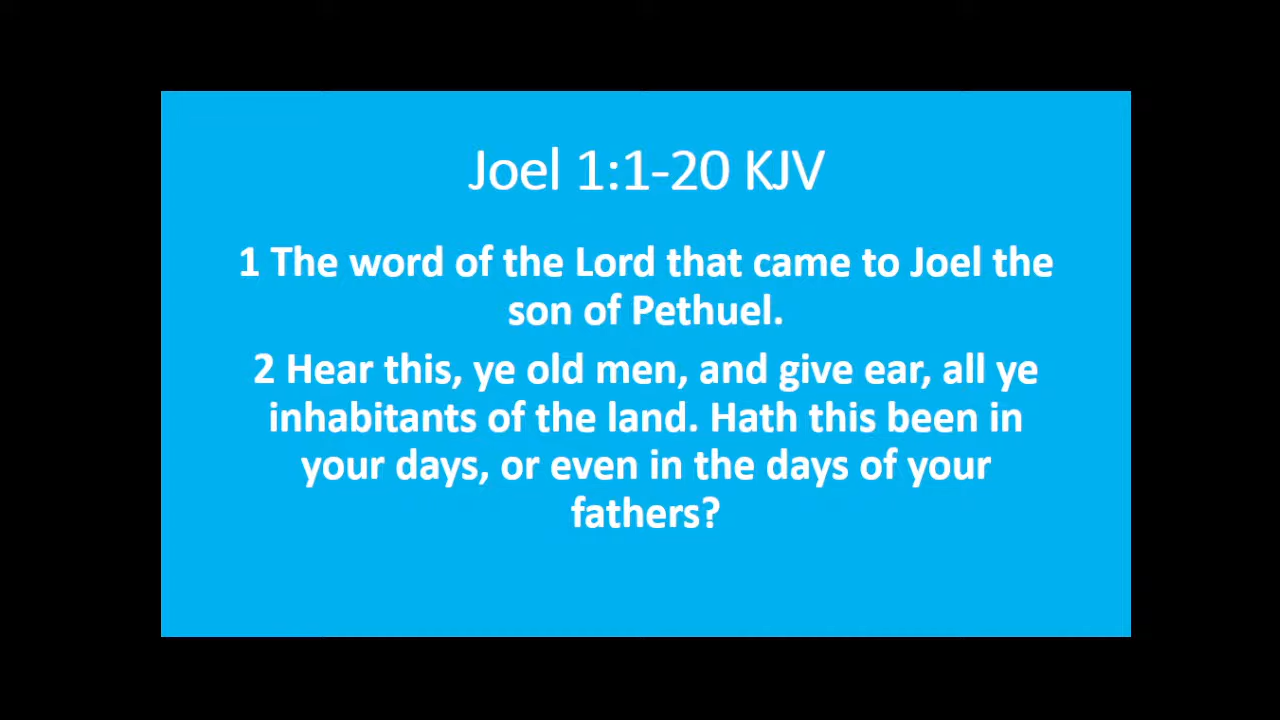 Joel 1:1-20 KJV
1 The word of the Lord that came to Joel the
son of Pethuel.
2 Hear this, ye old men, and give ear, all ye
inhabitants of the land. Hath this been in
your days, or even in the days of your
fathers?